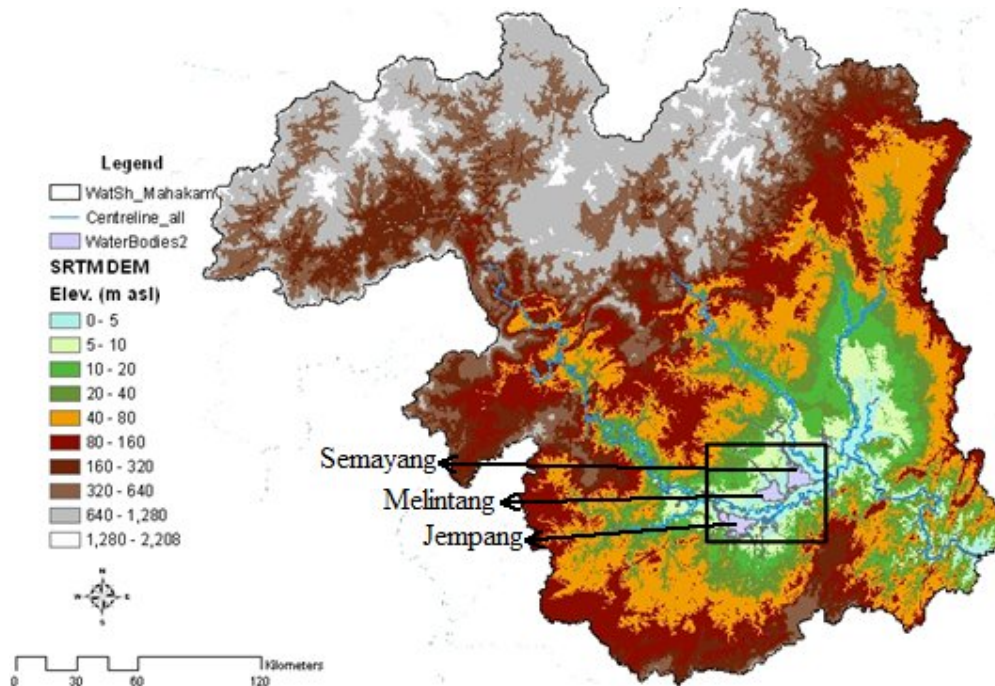 Legend
WatSh_Mahakam
Centreline_all
WaterBodies2
SRTM DEM
Elev. (m asl)
0 - 5
5 - 10
10 - 20
20 - 40
40 - 80
80 - 160
160 - 320
320 - 640
640 - 1,280
1,280 - 2,208
Semayang
Melintang
Jempang
N
W E
S
Kilometers
0 30 60 120